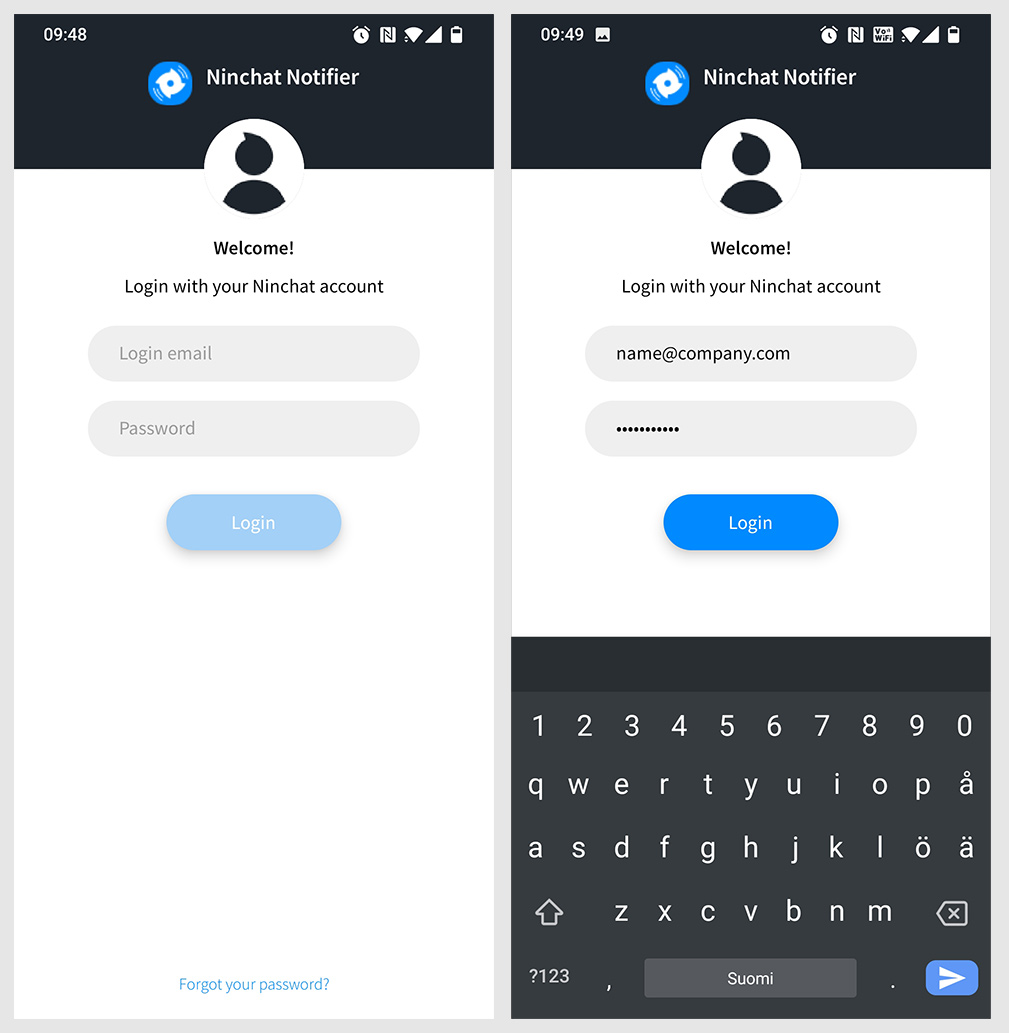 09:48
Ninchat Notifier
Welcome!
Login with your Ninchat account
Login email
Password
Login
Forgot your password?
09:49 Vo WiFi
Ninchat Notifier
Welcome!
Login with your Ninchat account
name@company.com
•••••••••••
Login
1 2 3 4 5 6 7 8 9 0
q w e r t y u i o p å
a s d f g h j k l ö ä
z x c v b n m
?123 , Suomi .